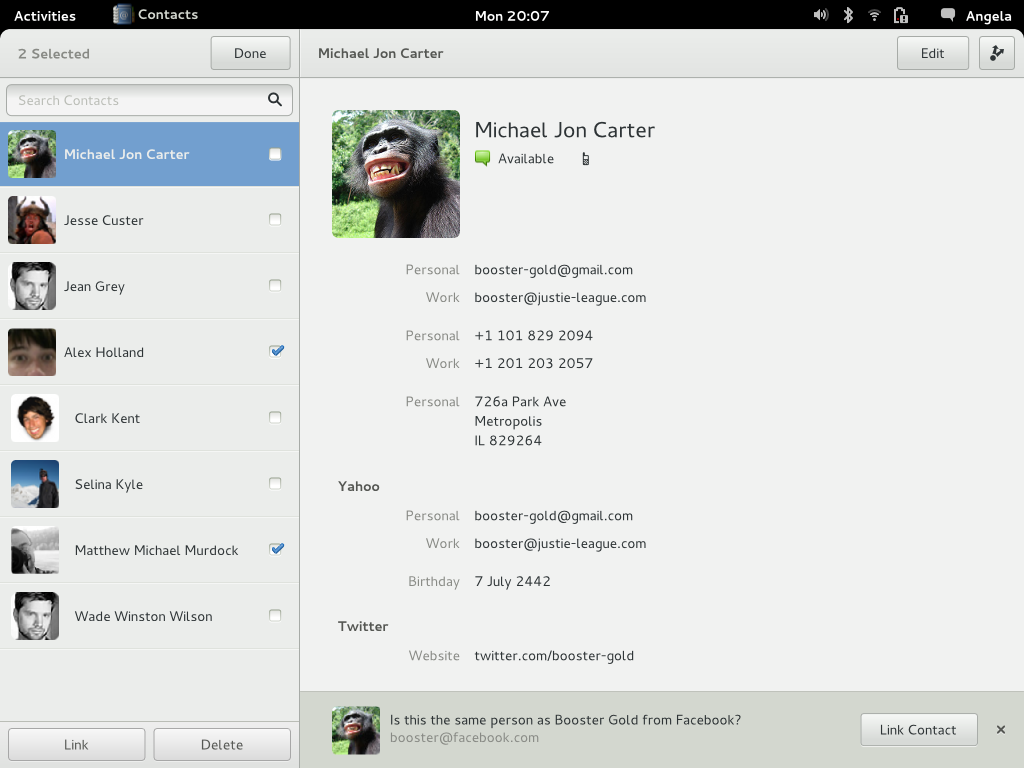 Activities
Contacts
Mon 20:07
Angela
2 Selected
Done
Michael Jon Carter
Edit
Search Contacts
Michael Jon Carter
Jesse Custer
Jean Grey
Alex Holland
Clark Kent
Selina Kyle
Matthew Michael Murdock
Wade Winston Wilson
Link
Delete
Michael Jon Carter
Available
Personal booster-gold@gmail.com
Work booster@justie-league.com
Personal +1 101 829 2094
Work +1 201 203 2057
Personal 726a Park Ave
Metropolis
IL 829264
Yahoo
Personal booster-gold@gmail.com
Work booster@justie-league.com
Birthday 7 July 2442
Twitter
Website twitter.com/booster-gold
Is this the same person as Booster Gold from Facebook?
booster@facebook.com
Link Contact